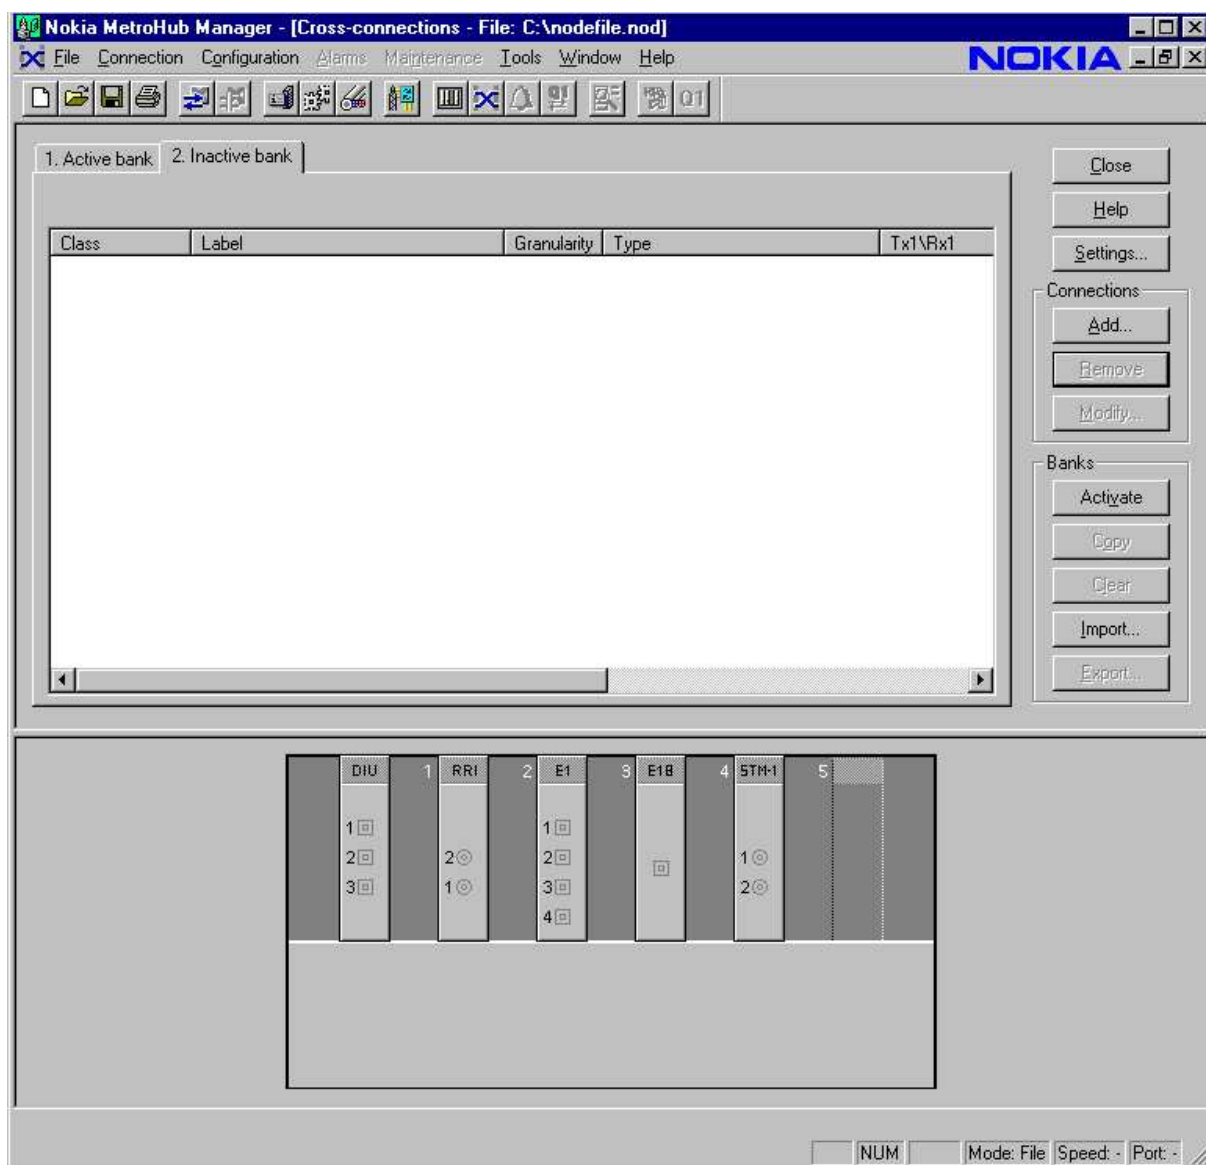 Nokia MetroHub Manager - [Cross-connections - File: C:\nodefile.nod]
File Connection Configuration Alarms Maintenance Tools Window Help
NOKIA
Q1
1. Active bank 2. Inactive bank
Class Label Granularity Type Tx1\Rx1
Close
Help
Settings...
Connections
Add...
Remove
Modify...
Banks
Activate
Copy
Clear
Import...
Export...
DIU 1 RRI 2 E1 3 E1B 4 STM-1 5
1 1
2 2 2 1
3 1 3 2
4
NUM Mode: File Speed: - Port: -